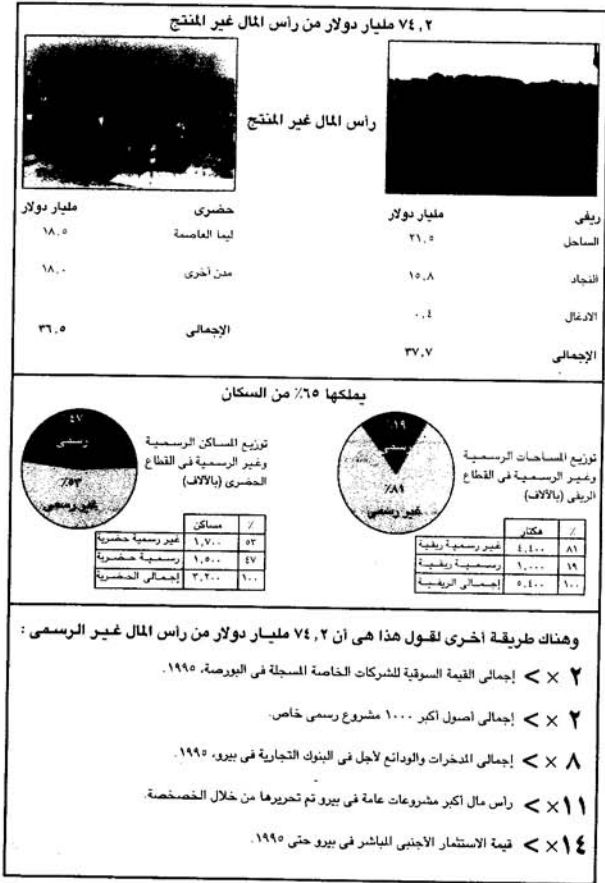 ٧٤,٢ مليار دولار من رأس المال غير المنتج
رأس المال غير المنتج
ريفى مليار دولار
الساحل ٢١,٥
النجاد ١٥,٨
الادغال ٠,٤
الإجمالى ٣٧,٧
حضرى مليار دولار
ليما العاصمة ١٨,٥
مدن أخرى ١٨,٠
الإجمالى ٣٦,٥
يملكها ٦٥٪ من السكان
توزيع المساحات الرسمية
وغير الرسمية فى القطاع
الريفى (بالآلاف)
١٩٪
رسمى
٨١٪
غير رسمى
٪ هكتار
٨١ ٤,٤٠٠ غير رسمية ريفية
١٩ ١,٠٠٠ رسمية ريفية
١٠٠ ٥,٤٠٠ إجمالى الريفية
توزيع المساكن الرسمية
وغير الرسمية فى القطاع
الحضرى (بالآلاف)
٤٧
رسمى
٥٣٪
غير رسمى
٪ مساكن
٥٣ ١,٧٠٠ غير رسمية حضرية
٤٧ ١,٥٠٠ رسمية حضرية
١٠٠ ٣,٢٠٠ إجمالى الحضرية
وهناك طريقة أخرى لقول هذا هى أن ٧٤,٢ مليار دولار من رأس المال غير الرسمى :
٢ × > إجمالى القيمة السوقية للشركات الخاصة المسجلة فى البورصة، ١٩٩٥.
٢ × > إجمالى أصول أكبر ١٠٠٠ مشروع رسمى خاص.
٨ × > إجمالى المدخرات والودائع لأجل فى البنوك التجارية فى بيرو، ١٩٩٥.
١١ × > رأس مال أكبر مشروعات عامة فى بيرو تم تحريرها من خلال الخصخصة.
١٤ × > قيمة الاستثمار الأجنبى المباشر فى بيرو حتى ١٩٩٥.